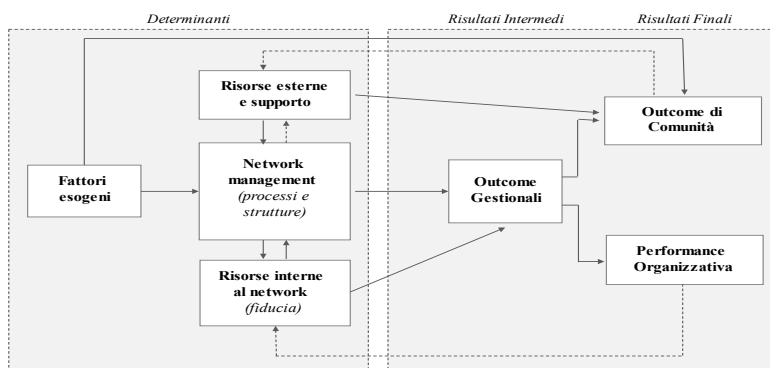 Determinanti
Risultati Intermedi
Risultati Finali
Risorse esterne
e supporto
Outcome di
Comunità
Fattori
esogeni
Network
management
(processi e
strutture)
Outcome
Gestionali
Performance
Organizzativa
Risorse interne
al network
(fiducia)